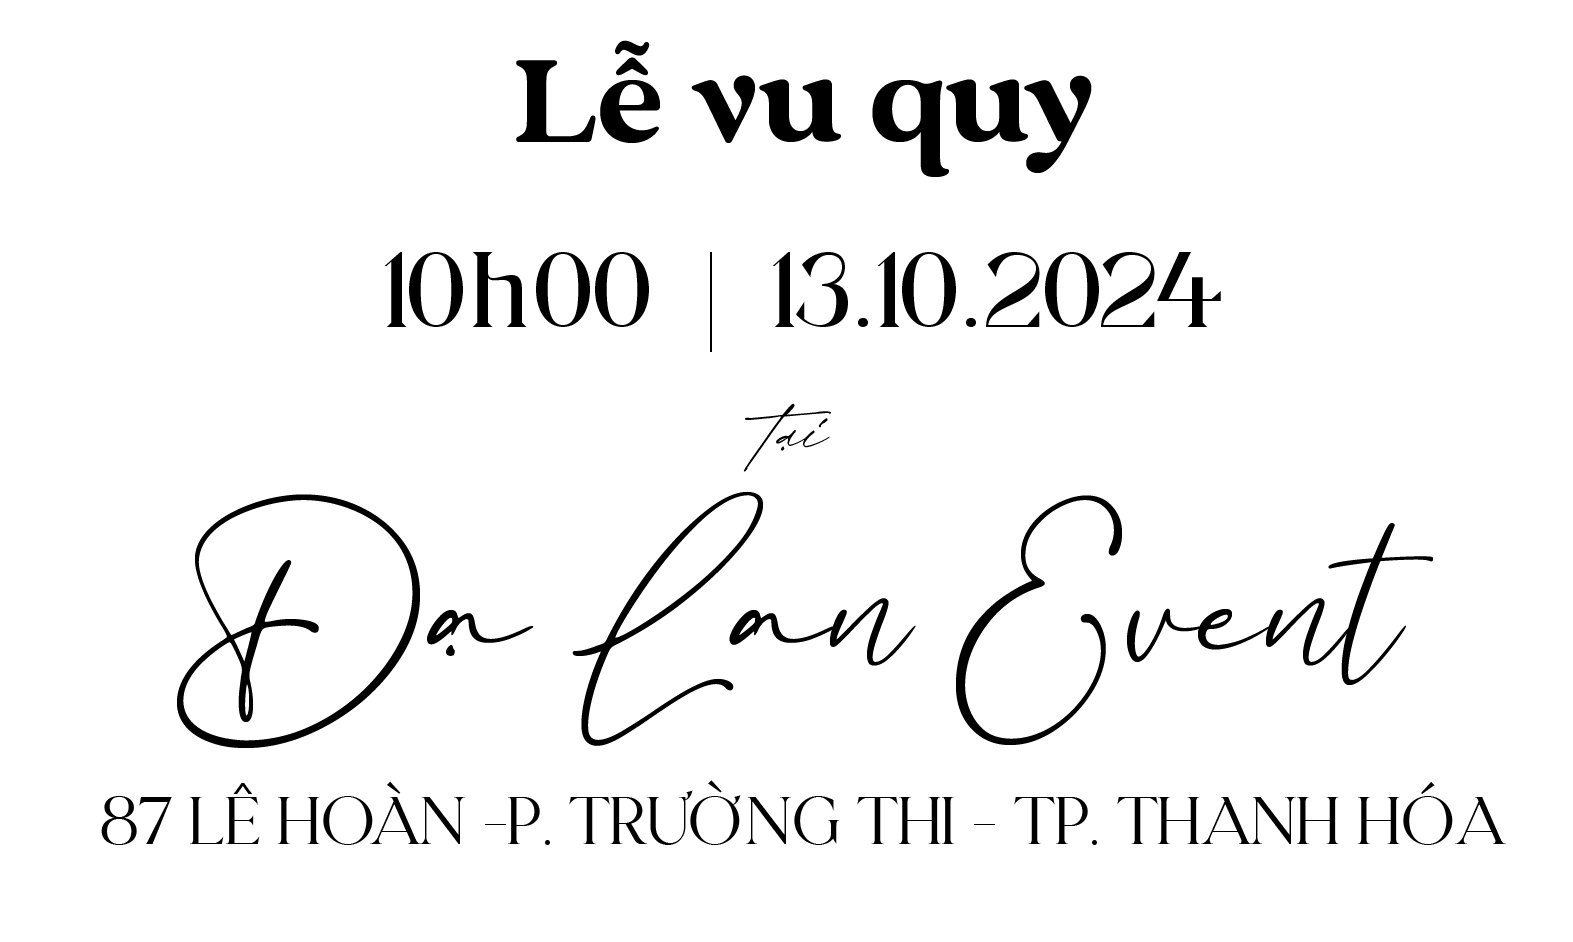 Lễ vu quy
10h00 | 13.10.2024
tại
Dạ Lan Event
87 LÊ HOÀN -P. TRƯỜNG THI - TP. THANH HÓA